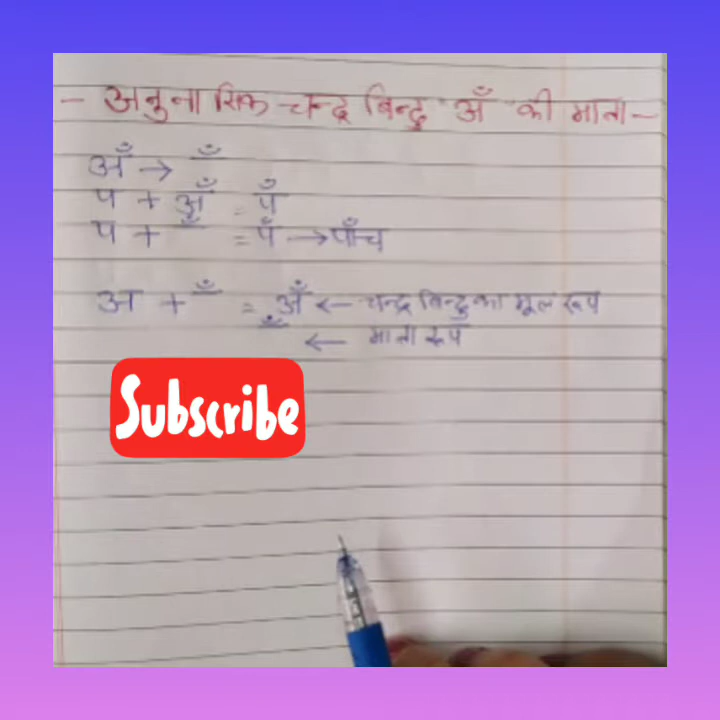 - अनुनासिक चन्द्र बिन्दु अँ की मात्रा -
अँ → ँ
प + अँ = पँ
प + ँ = पँ → पाँच
अ + ँ = अँ ← चन्द्र बिन्दु का मूल रूप
ँ ← मात्रा रूप
Subscribe